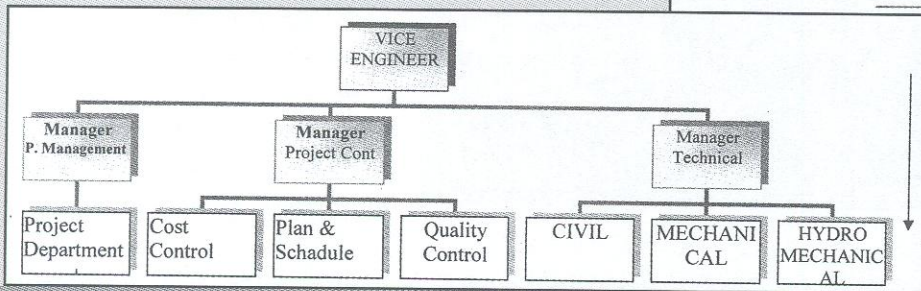 VICE
ENGINEER
Manager
P. Management
Manager
Project Cont
Manager
Technical
Project
Department
Cost
Control
Plan &
Schadule
Quality
Control
CIVIL
MECHANI
CAL
HYDRO
MECHANIC
AL